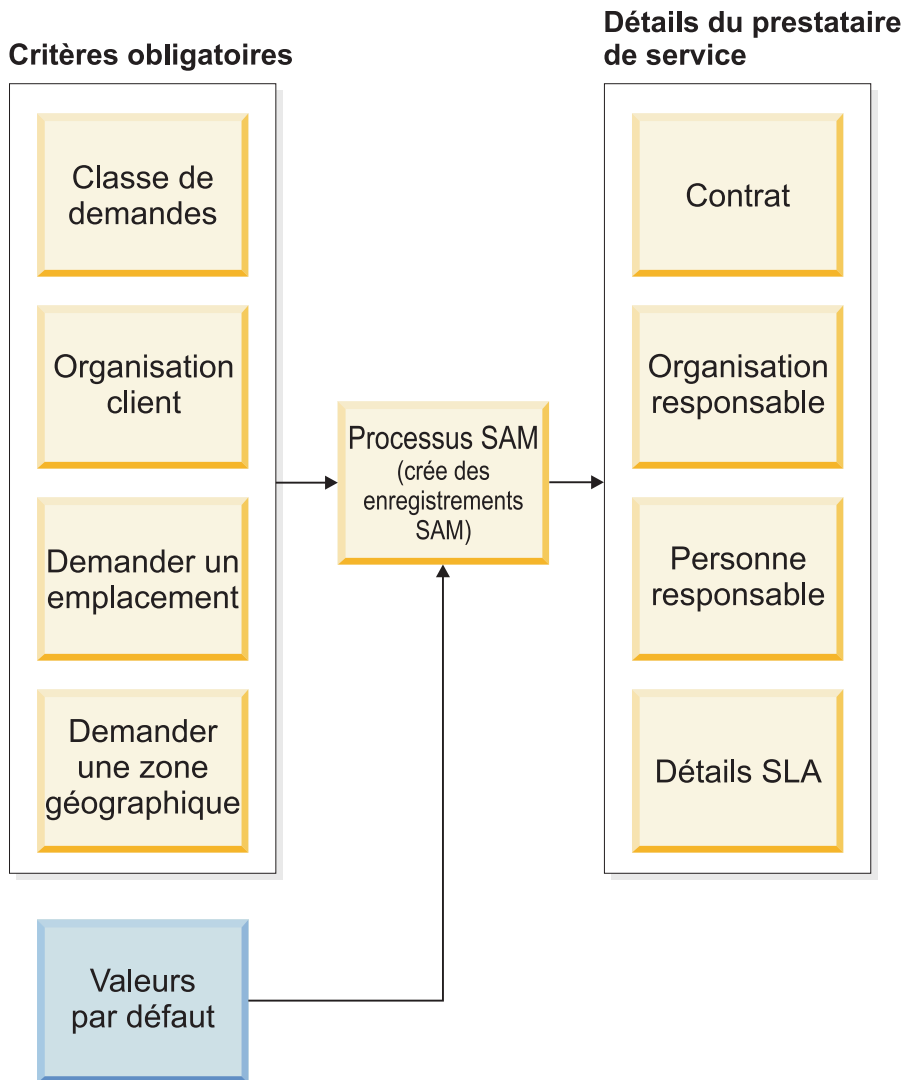 Critères obligatoires
Classe de
demandes
Organisation
client
Demander un
emplacement
Demander
une zone
géographique
Valeurs
par défaut
Processus SAM
(crée des
enregistrements
SAM)
Détails du prestataire
de service
Contrat
Organisation
responsable
Personne
responsable
Détails SLA